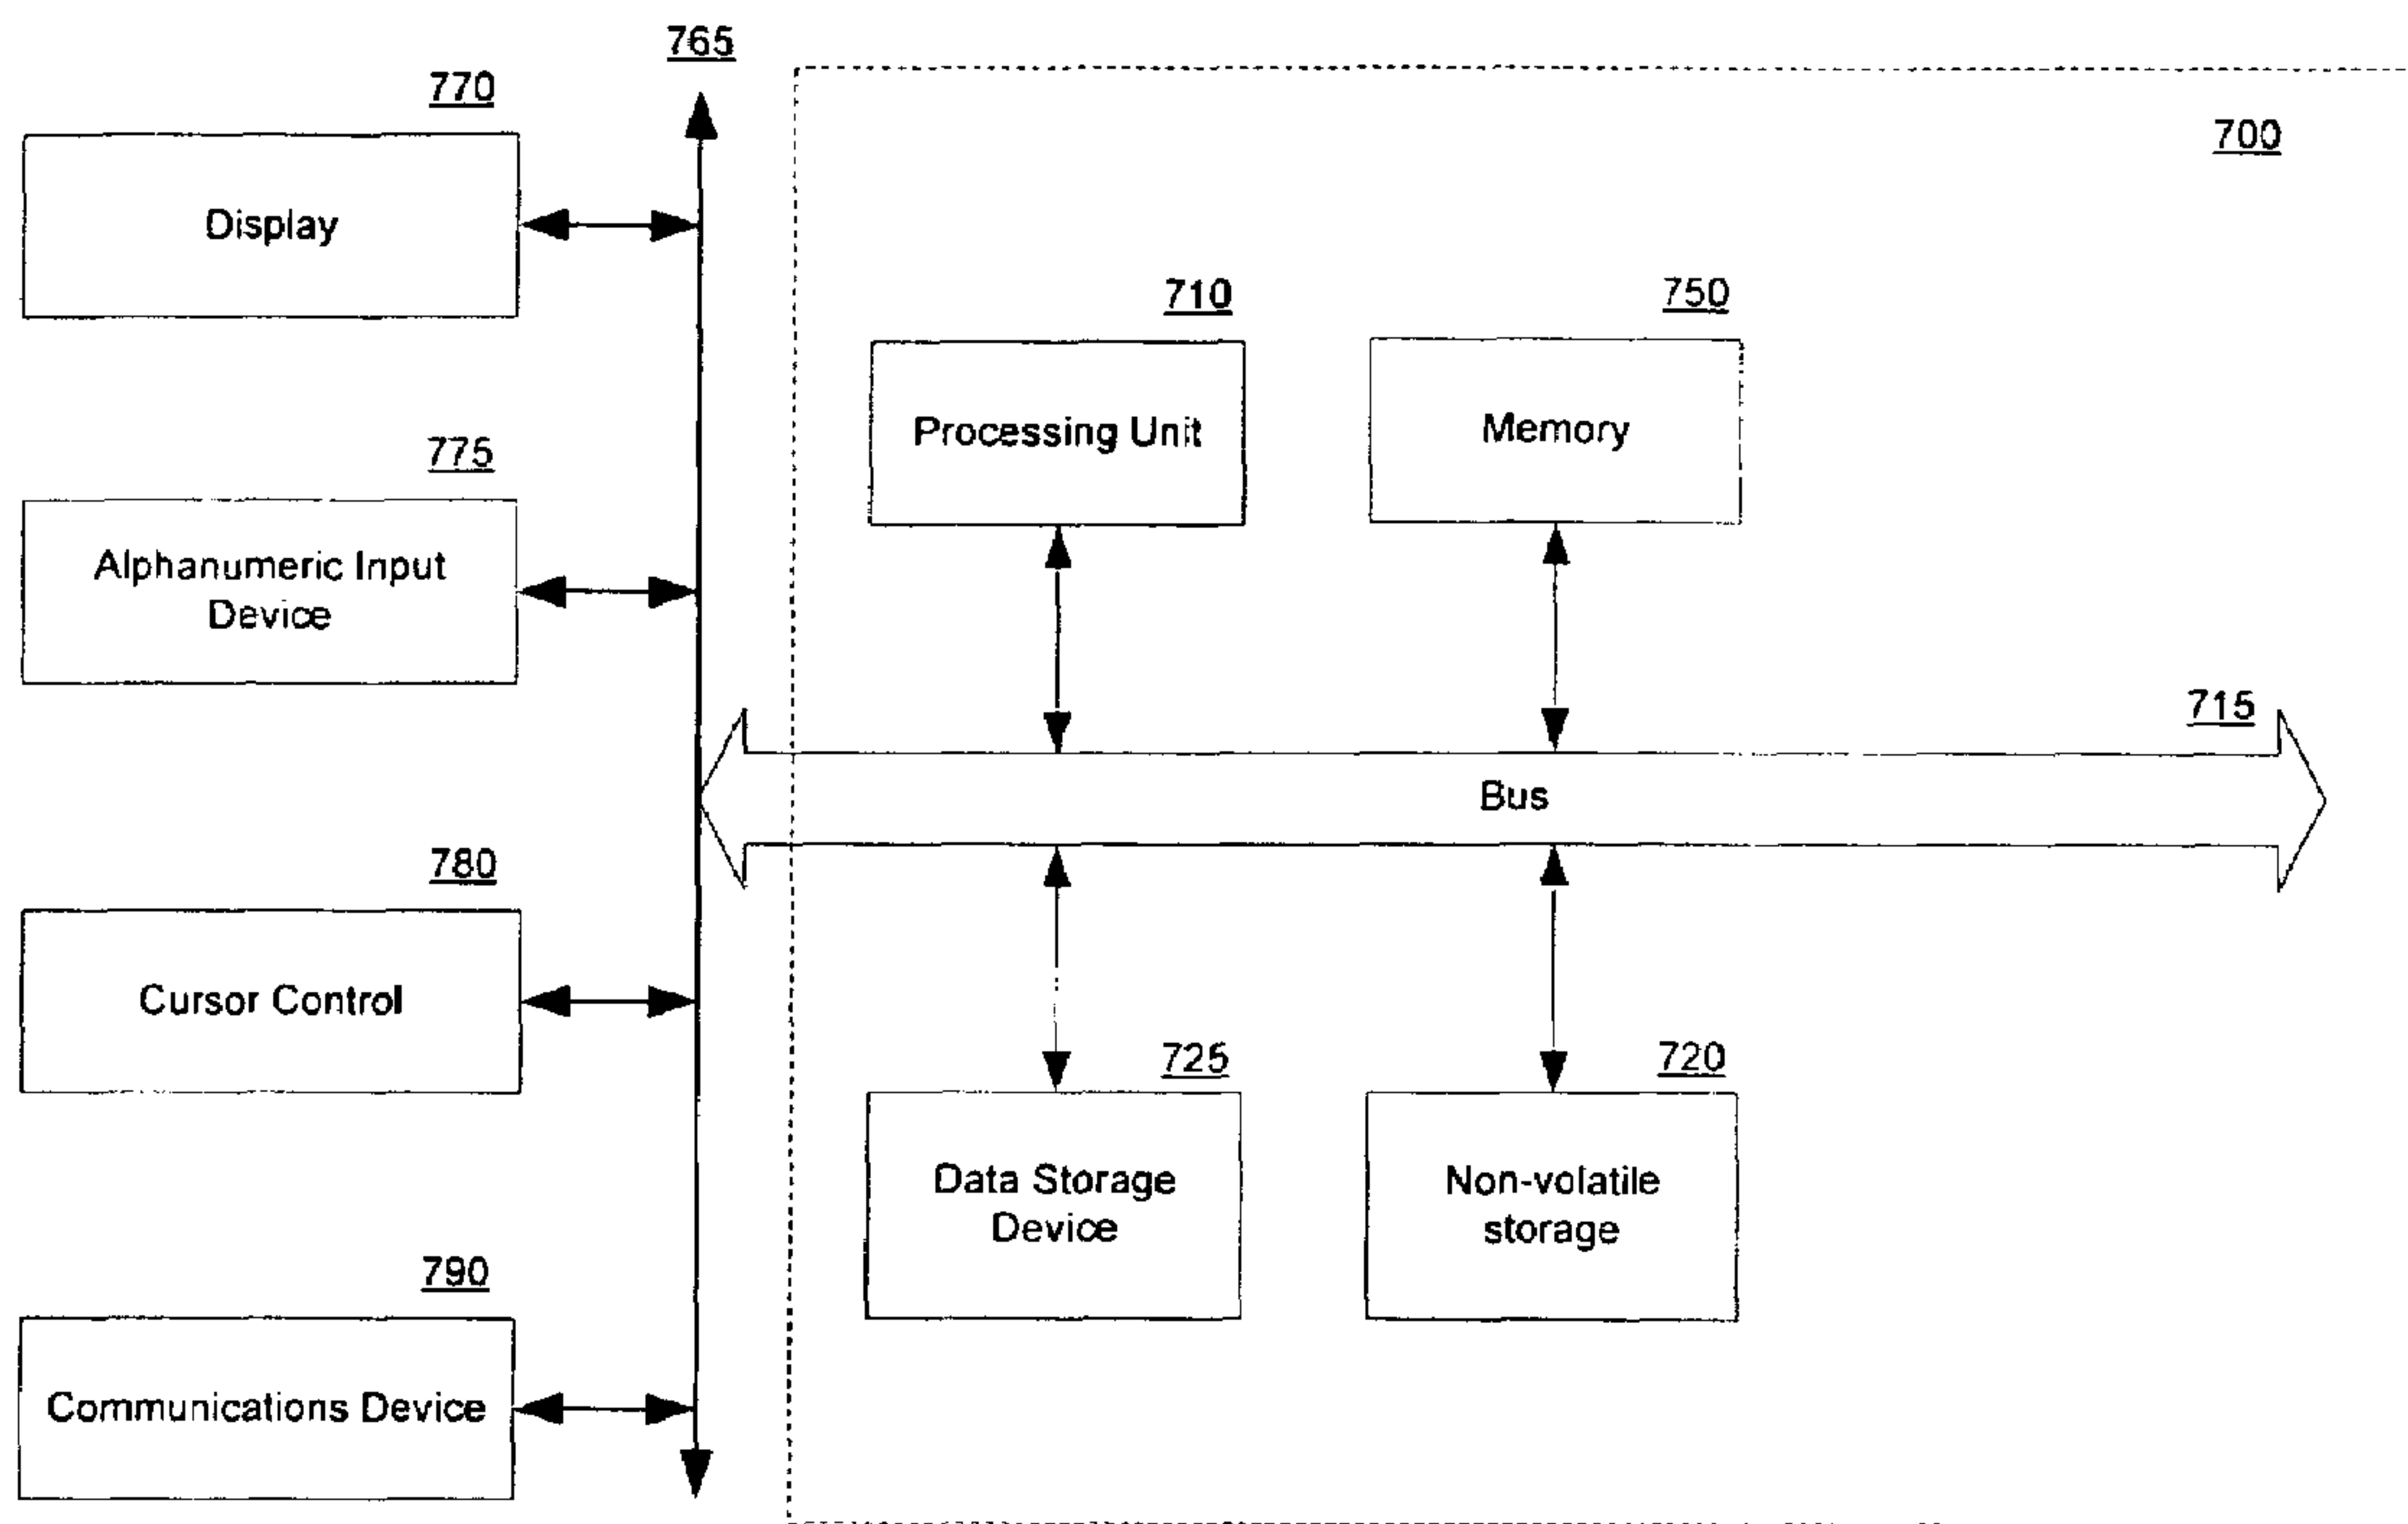 765
770
700
Display
710
750
Processing Unit
Memory
775
Alphanumeric Input
Device
715
Bus
780
Cursor Control
725
720
Data Storage
Device
Non-volatile
storage
790
Communications Device